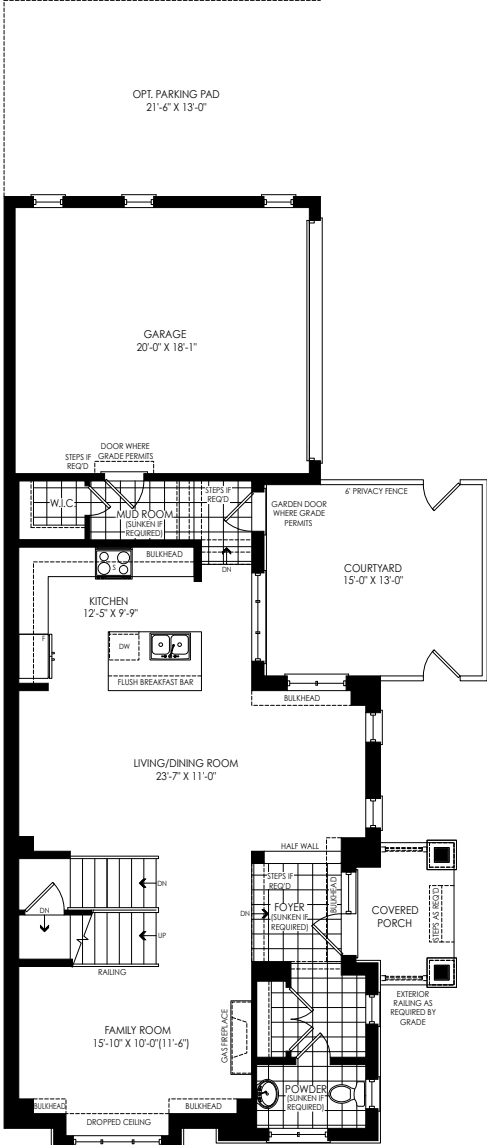 OPT. PARKING PAD
21'-6" X 13'-0"
GARAGE
20'-0" X 18'-1"
DOOR WHERE
GRADE PERMITS
STEPS IF
REQ'D
W.I.C.
MUD ROOM
(SUNKEN IF
REQUIRED)
STEPS IF
REQ'D
DN
GARDEN DOOR
WHERE GRADE
PERMITS
6' PRIVACY FENCE
COURTYARD
15'-0" X 13'-0"
BULKHEAD
S
KITCHEN
12'-5" X 9'-9"
F
DW
FLUSH BREAKFAST BAR
BULKHEAD
LIVING/DINING ROOM
23'-7" X 11'-0"
HALF WALL
STEPS IF
REQ'D
DN
FOYER
(SUNKEN IF
REQUIRED)
BULKHEAD
COVERED
PORCH
STEPS AS REQ'D
EXTERIOR
RAILING AS
REQUIRED BY
GRADE
DN
DN
UP
RAILING
FAMILY ROOM
15'-10" X 10'-0"(11'-6")
GAS FIREPLACE
POWDER
(SUNKEN IF
REQUIRED)
BULKHEAD
BULKHEAD
DROPPED CEILING